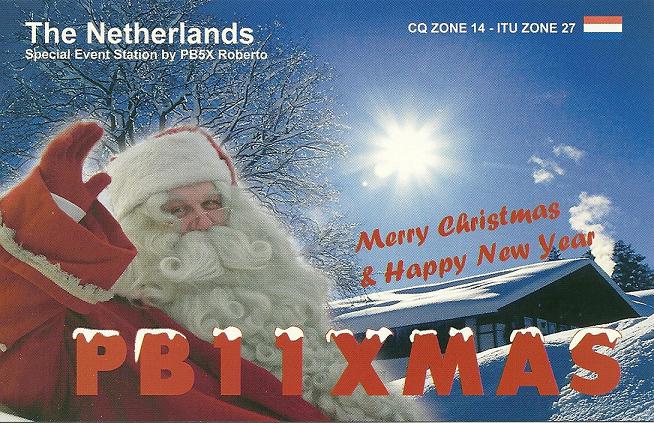 The Netherlands
Special Event Station by PB5X Roberto
CQ ZONE 14 - ITU ZONE 27
Merry Christmas
& Happy New Year
PB11XMAS